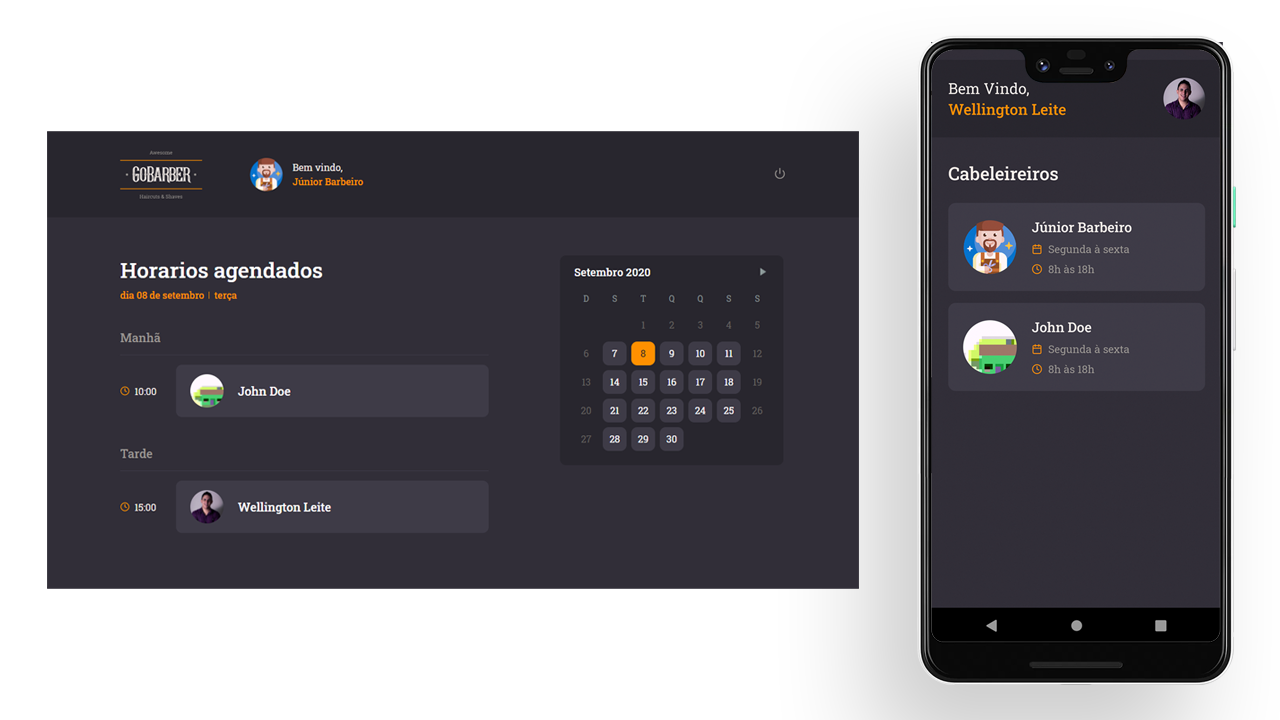 Awesome
GOBARBER
Haircuts & Shaves
Bem vindo,
Júnior Barbeiro
Horarios agendados
dia 08 de setembro | terça
Manhã
10:00
John Doe
Tarde
15:00
Wellington Leite
Setembro 2020
D S T Q Q S S
1 2 3 4 5
6 7 8 9 10 11 12
13 14 15 16 17 18 19
20 21 22 23 24 25 26
27 28 29 30
Bem Vindo,
Wellington Leite
Cabeleireiros
Júnior Barbeiro
Segunda à sexta
8h às 18h
John Doe
Segunda à sexta
8h às 18h